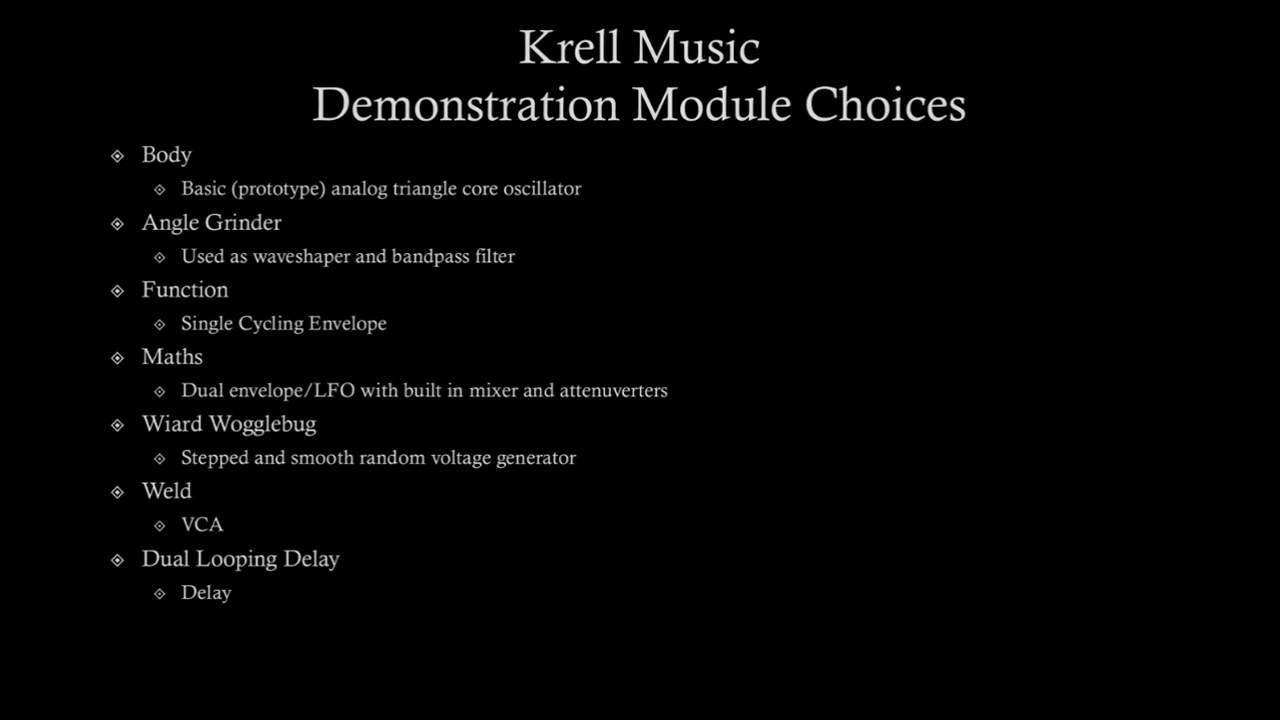 Krell Music
Demonstration Module Choices
Body
Basic (prototype) analog triangle core oscillator
Angle Grinder
Used as waveshaper and bandpass filter
Function
Single Cycling Envelope
Maths
Dual envelope/LFO with built in mixer and attenuverters
Wiard Wogglebug
Stepped and smooth random voltage generator
Weld
VCA
Dual Looping Delay
Delay